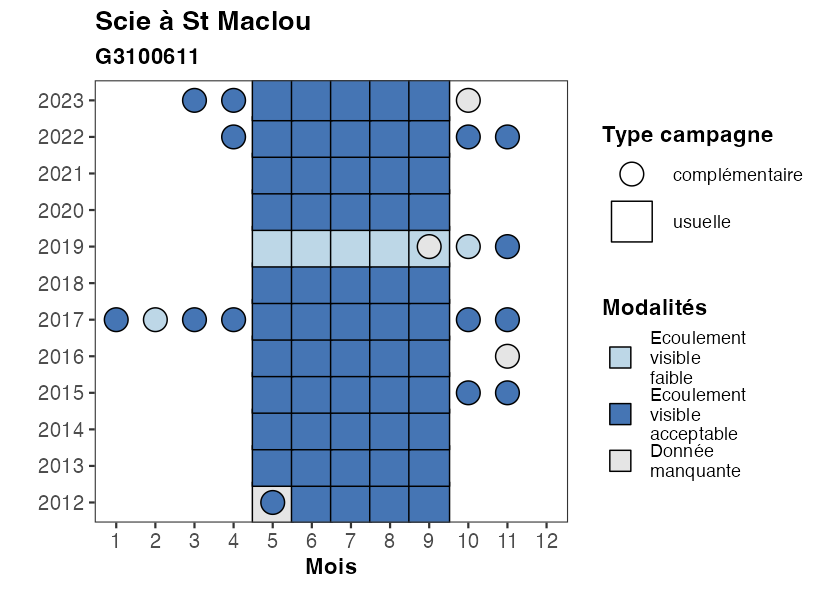 Scie à St Maclou
G3100611
2023
2022
2021
2020
2019
2018
2017
2016
2015
2014
2013
2012
1 2 3 4 5 6 7 8 9 10 11 12
Mois
Type campagne
complémentaire
usuelle
Modalités
Ecoulement
visible
faible
Ecoulement
visible
acceptable
Donnée
manquante